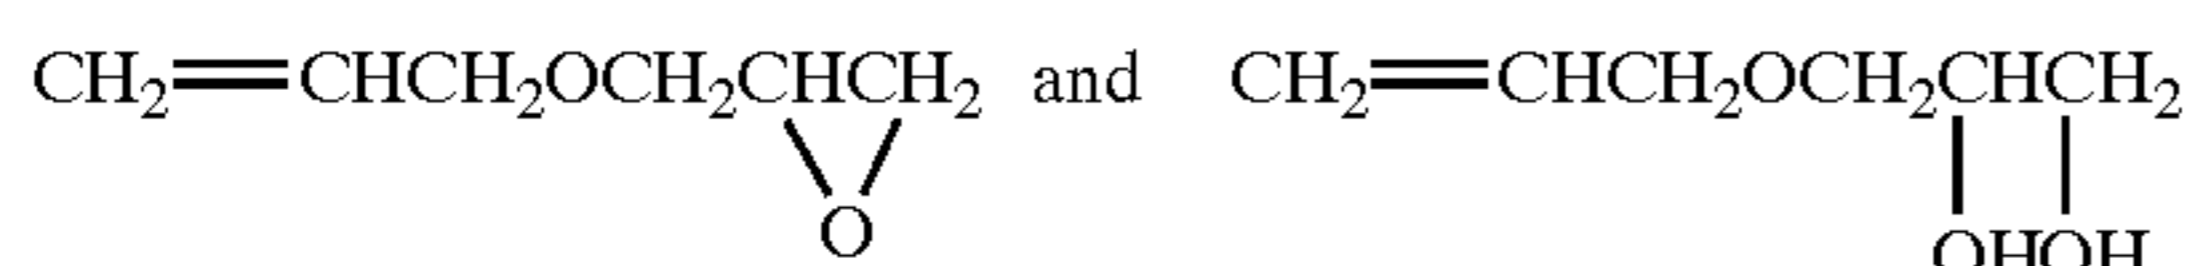 CH₂=CHCH₂OCH₂CHCH₂ and CH₂=CHCH₂OCH₂CHCH₂
O OHOH